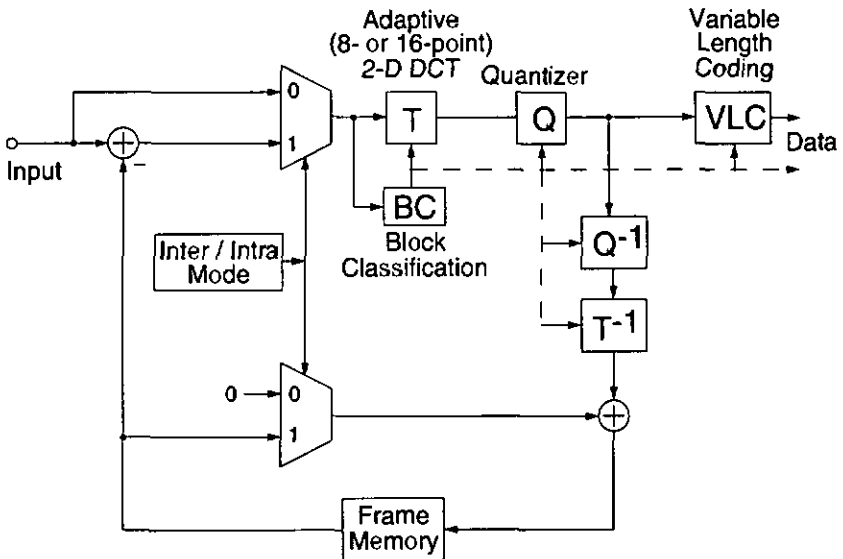 Adaptive
(8- or 16-point)
2-D DCT
Quantizer
Variable
Length
Coding
0
1
T
Q
VLC
Data
Input
−
BC
Block
Classification
Inter / Intra
Mode
Q-1
T-1
0
0
1
Frame
Memory